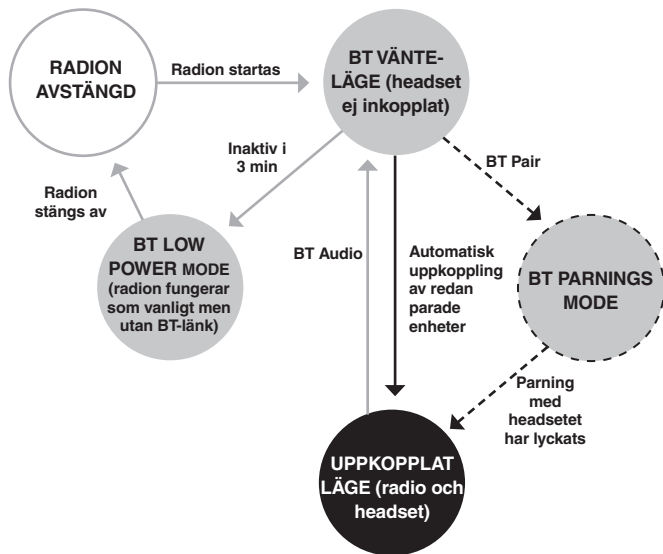 RADION
AVSTÄNGD
Radion startas
BT VÄNTE-
LÄGE (headset
ej inkopplat)
Inaktiv i
3 min
BT Pair
Radion
stängs av
BT LOW
POWER MODE
(radion fungerar
som vanligt men
utan BT-länk)
BT Audio
Automatisk
uppkoppling
av redan
parade
enheter
BT PARNINGS
MODE
Parning
med
headsetet
har lyckats
UPPKOPPLAT
LÄGE (radio och
headset)